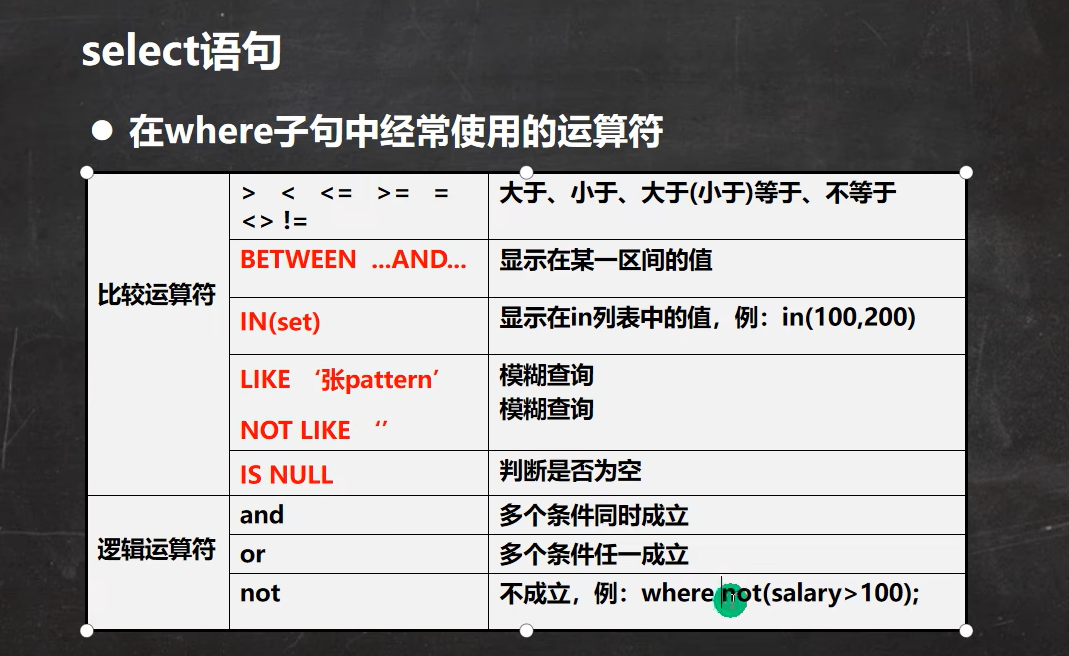 select语句
● 在where子句中经常使用的运算符
比较运算符
> < <= >= =
<> !=
大于、小于、大于(小于)等于、不等于
BETWEEN ...AND...
显示在某一区间的值
IN(set)
显示在in列表中的值，例：in(100,200)
LIKE ‘张pattern’
NOT LIKE ‘’
模糊查询
模糊查询
IS NULL
判断是否为空
逻辑运算符
and
多个条件同时成立
or
多个条件任一成立
not
不成立，例：where not(salary>100);